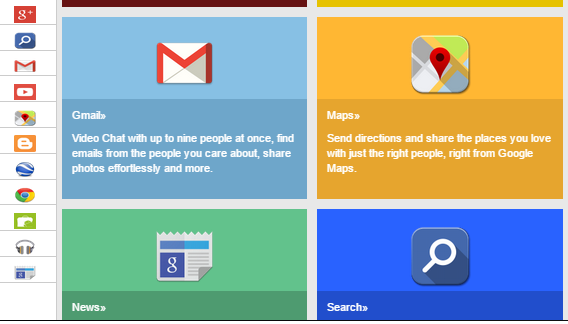 g+
Gmail»
Video Chat with up to nine people at once, find
emails from the people you care about, share
photos effortlessly and more.
Maps»
Send directions and share the places you love
with just the right people, right from Google
Maps.
g
News»
Search»